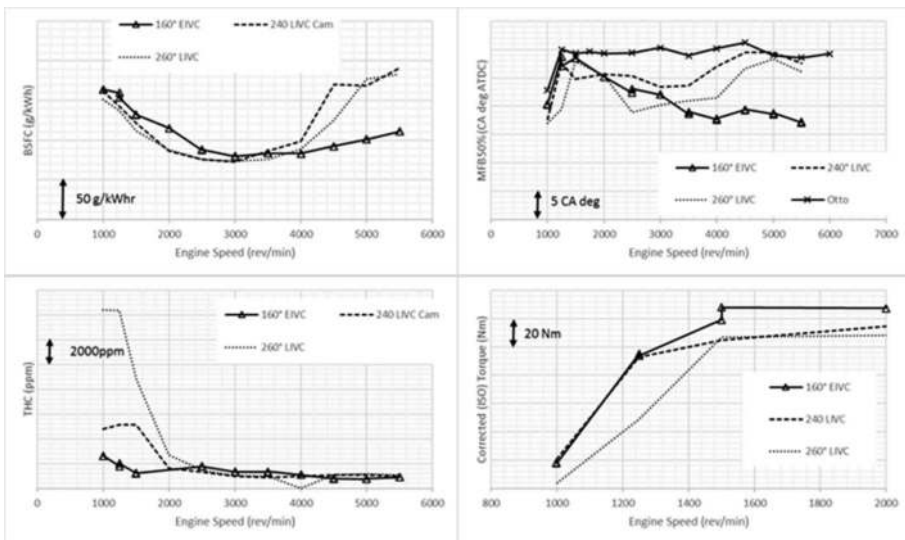 160° EIVC
240 LIVC Cam
260° LIVC
BSFC (g/kWh)
50 g/kWhr
0 1000 2000 3000 4000 5000 6000
Engine Speed (rev/min)
MFB50%(CA deg ATDC)
160° EIVC
240° LIVC
260° LIVC
Otto
5 CA deg
0 1000 2000 3000 4000 5000 6000 7000
Engine Speed (rev/min)
160° EIVC
240 LIVC Cam
260° LIVC
THC (ppm)
2000ppm
0 1000 2000 3000 4000 5000 6000
Engine Speed (rev/min)
Corrected (ISO) Torque (Nm)
20 Nm
160° EIVC
240 LIVC
260° LIVC
800 1000 1200 1400 1600 1800 2000
Engine Speed (rev/min)